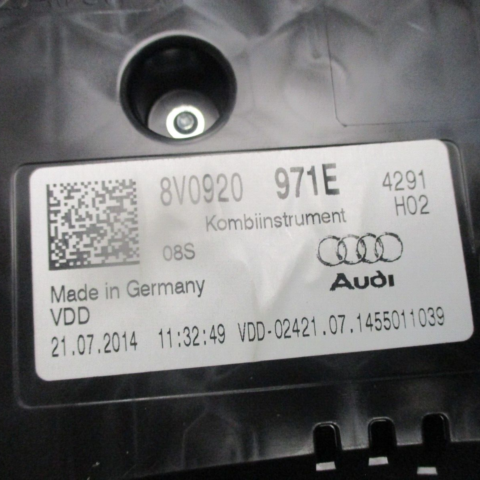 8V0920 971E 4291
Kombiinstrument H02
08S
Audi
Made in Germany
VDD
21.07.2014 11:32:49 VDD-02421.07.1455011039